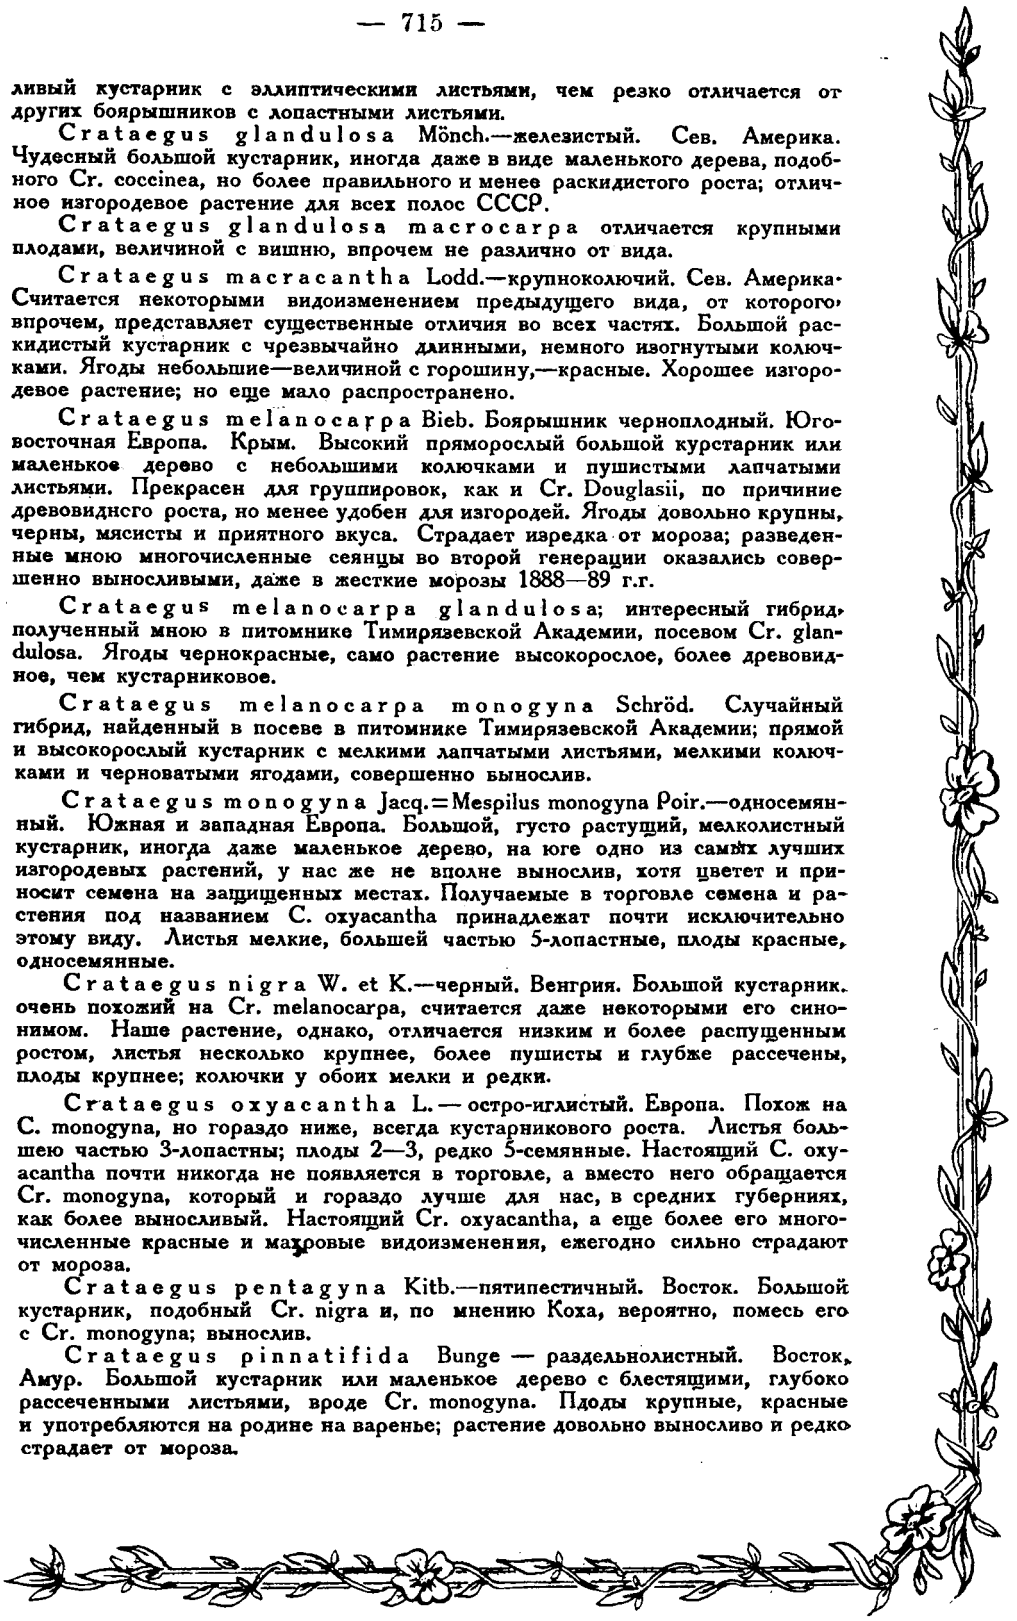 — 715 —
ливый кустарник с эллиптическими листьями, чем резко отличается от
других боярышников с лопастными листьями.
Crataegus glandulosa Mönch.—железистый. Сев. Америка.
Чудесный большой кустарник, иногда даже в виде маленького дерева, подоб-
ного Cr. coccinea, но более правильного и менее раскидистого роста; отлич-
ное изгородевое растение для всех полос СССР.
Crataegus glandulosa macrocarpa отличается крупными
плодами, величиной с вишню, впрочем не различно от вида.
Crataegus macracantha Lodd.—крупноколючий. Сев. Америка·
Считается некоторыми видоизменением предыдущего вида, от которого,
впрочем, представляет существенные отличия во всех частях. Большой рас-
кидистый кустарник с чрезвычайно длинными, немного изогнутыми колюч-
ками. Ягоды небольшие—величиной с горошину,—красные. Хорошее изгоро-
девое растение; но еще мало распространено.
Crataegus melanocarpa Bieb. Боярышник черноплодный. Юго-
восточная Европа. Крым. Высокий пряморослый большой курстарник или
маленькое дерево с небольшими колючками и пушистыми лапчатыми
листьями. Прекрасен для группировок, как и Cr. Douglasii, по причине
древовиднсго роста, но менее удобен для изгородей. Ягоды довольно крупны,
черны, мясисты и приятного вкуса. Страдает изредка от мороза; разведен-
ные мною многочисленные сеянцы во второй генерации оказались совер-
шенно выносливыми, даже в жесткие морозы 1888—89 г.г.
Crataegus melanocarpa glandulosa; интересный гибрид,
полученный мною в питомнике Тимирязевской Академии, посевом Cr. glan-
dulosa. Ягоды чернокрасные, само растение высокорослое, более древовид-
ное, чем кустарниковое.
Crataegus melanocarpa monogyna Schröd. Случайный
гибрид, найденный в посеве в питомнике Тимирязевской Академии; прямой
и высокорослый кустарник с мелкими лапчатыми листьями, мелкими колюч-
ками и черноватыми ягодами, совершенно вынослив.
Crataegus monogyna Jacq.=Mespilus monogyna Poir.—односемян-
ный. Южная и западная Европа. Большой, густо растущий, мелколистный
кустарник, иногда даже маленькое дерево, на юге одно из самых лучших
изгородевых растений, у нас же не вполне вынослив, хотя цветет и при-
носит семена на защищенных местах. Получаемые в торговле семена и ра-
стения под названием C. oxyacantha принадлежат почти исключительно
этому виду. Листья мелкие, большей частью 5-лопастные, плоды красные,
односемянные.
Crataegus nigra W. et K.—черный. Венгрия. Большой кустарник.
очень похожий на Cr. melanocarpa, считается даже некоторыми его сино-
нимом. Наше растение, однако, отличается низким и более распущенным
ростом, листья несколько крупнее, более пушисты и глубже рассечены,
плоды крупнее; колючки у обоих мелки и редки.
Crataegus oxyacantha L. — остро-иглистый. Европа. Похож на
C. monogyna, но гораздо ниже, всегда кустарникового роста. Листья боль-
шею частью 3-лопастны; плоды 2—3, редко 5-семянные. Настоящий C. oxy-
acantha почти никогда не появляется в торговле, а вместо него обращается
Cr. monogyna, который и гораздо лучше для нас, в средних губерниях,
как более выносливый. Настоящий Cr. oxyacantha, а еще более его много-
численные красные и махровые видоизменения, ежегодно сильно страдают
от мороза.
Crataegus pentagyna Kitb.—пятипестичный. Восток. Большой
кустарник, подобный Cr. nigra и, по мнению Коха, вероятно, помесь его
с Cr. monogyna; вынослив.
Crataegus pinnatifida Bunge — раздельнолистный. Восток,
Амур. Большой кустарник или маленькое дерево с блестящими, глубоко
рассеченными листьями, вроде Cr. monogyna. Плоды крупные, красные
и употребляются на родине на варенье; растение довольно выносливо и редко
страдает от мороза.